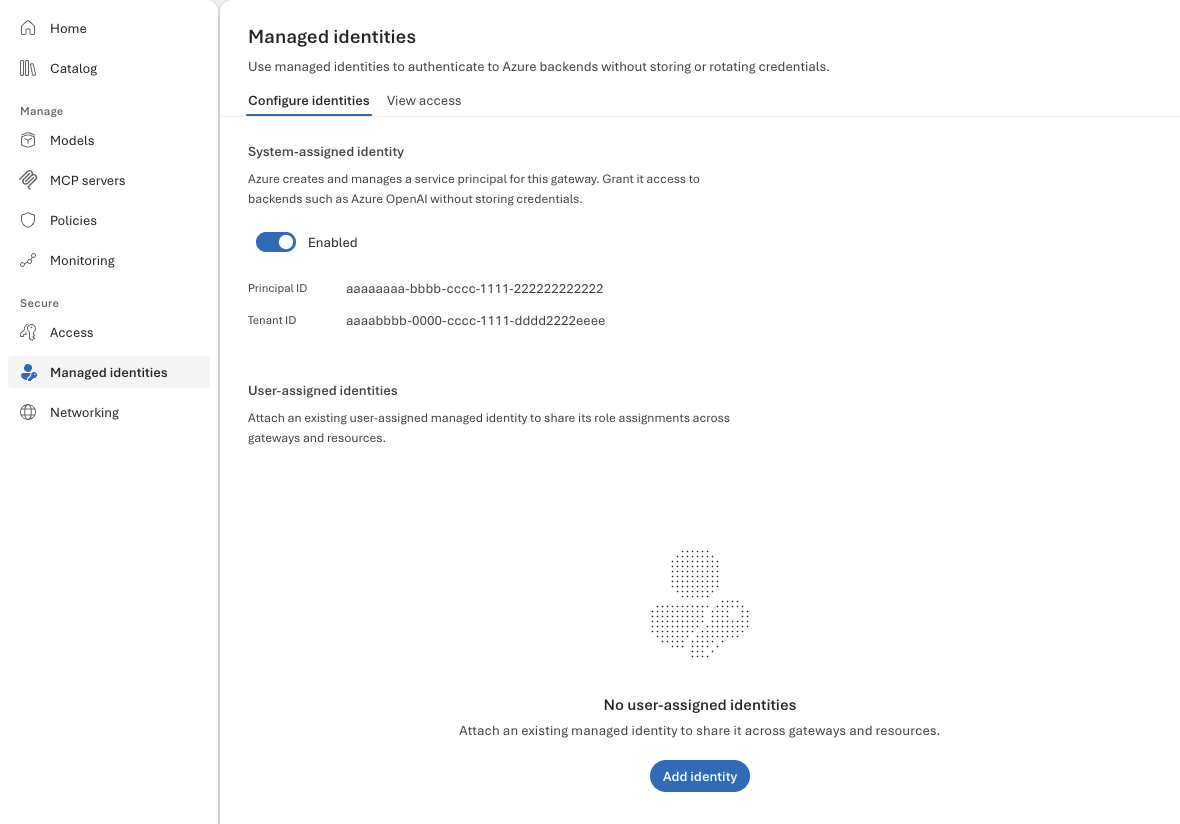 Home
Catalog
Manage
Models
MCP servers
Policies
Monitoring
Secure
Access
Managed identities
Networking
Managed identities
Use managed identities to authenticate to Azure backends without storing or rotating credentials.
Configure identities
View access
System-assigned identity
Azure creates and manages a service principal for this gateway. Grant it access to
backends such as Azure OpenAI without storing credentials.
Enabled
Principal ID aaaaaaaa-bbbb-cccc-1111-222222222222
Tenant ID aaaabbbb-0000-cccc-1111-dddd2222eeee
User-assigned identities
Attach an existing user-assigned managed identity to share its role assignments across
gateways and resources.
No user-assigned identities
Attach an existing managed identity to share it across gateways and resources.
Add identity